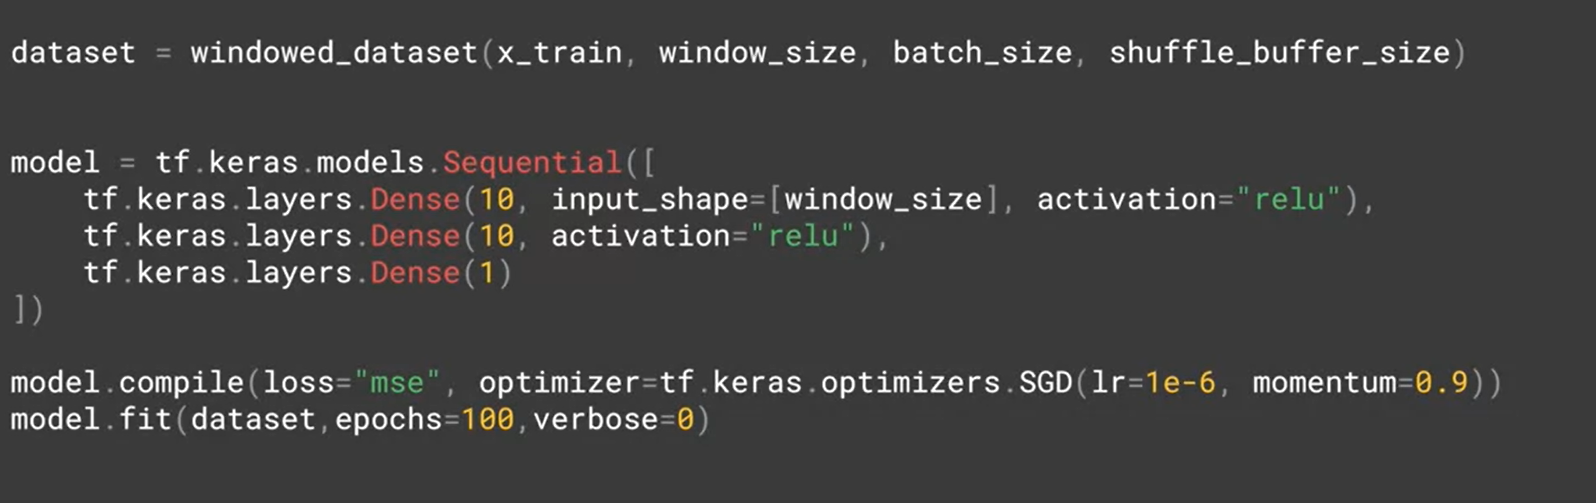 dataset = windowed_dataset(x_train, window_size, batch_size, shuffle_buffer_size)
model = tf.keras.models.Sequential([
    tf.keras.layers.Dense(10, input_shape=[window_size], activation="relu"),
    tf.keras.layers.Dense(10, activation="relu"),
    tf.keras.layers.Dense(1)
])
model.compile(loss="mse", optimizer=tf.keras.optimizers.SGD(lr=1e-6, momentum=0.9))
model.fit(dataset,epochs=100,verbose=0)